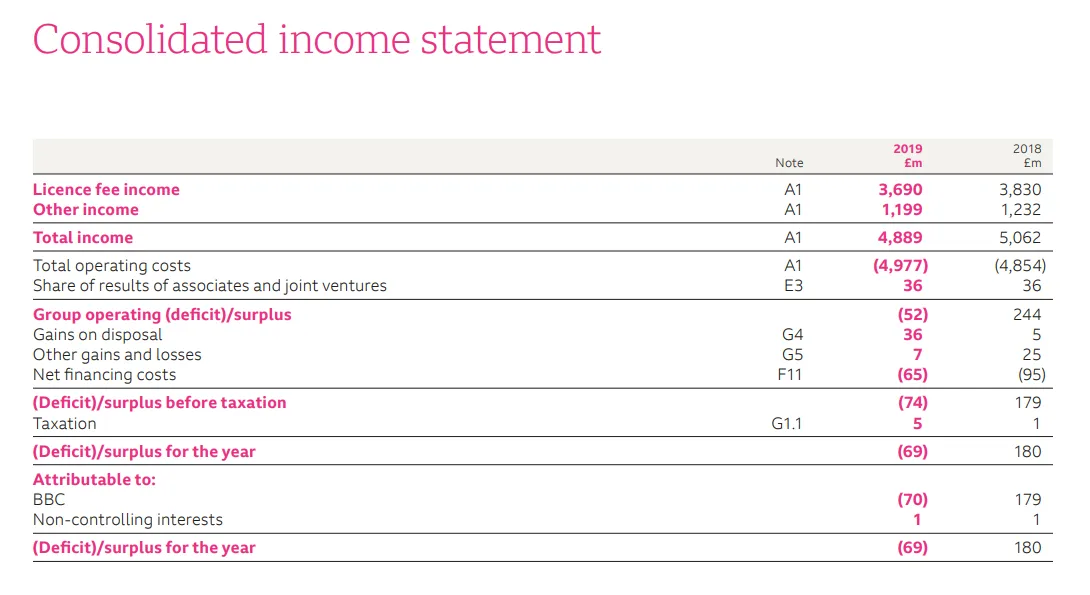 Consolidated income statement
Note 2019 £m 2018 £m
Licence fee income A1 3,690 3,830
Other income A1 1,199 1,232
Total income A1 4,889 5,062
Total operating costs A1 (4,977) (4,854)
Share of results of associates and joint ventures E3 36 36
Group operating (deficit)/surplus (52) 244
Gains on disposal G4 36 5
Other gains and losses G5 7 25
Net financing costs F11 (65) (95)
(Deficit)/surplus before taxation (74) 179
Taxation G1.1 5 1
(Deficit)/surplus for the year (69) 180
Attributable to:
BBC (70) 179
Non-controlling interests 1 1
(Deficit)/surplus for the year (69) 180